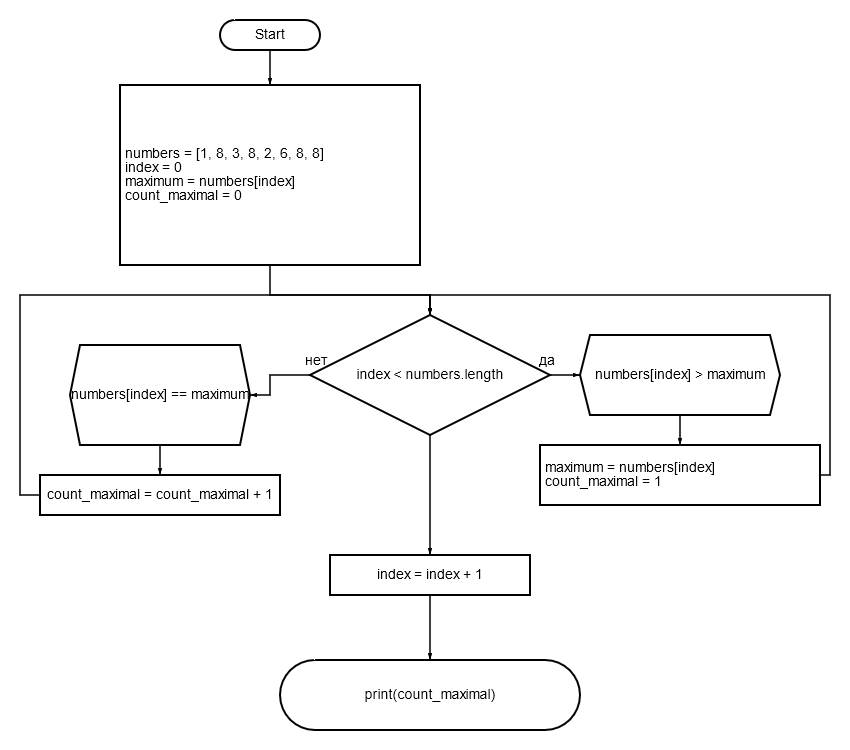 Start
numbers = [1, 8, 3, 8, 2, 6, 8, 8]
index = 0
maximum = numbers[index]
count_maximal = 0
нет
да
numbers[index] == maximum
index < numbers.length
numbers[index] > maximum
count_maximal = count_maximal + 1
maximum = numbers[index]
count_maximal = 1
index = index + 1
print(count_maximal)